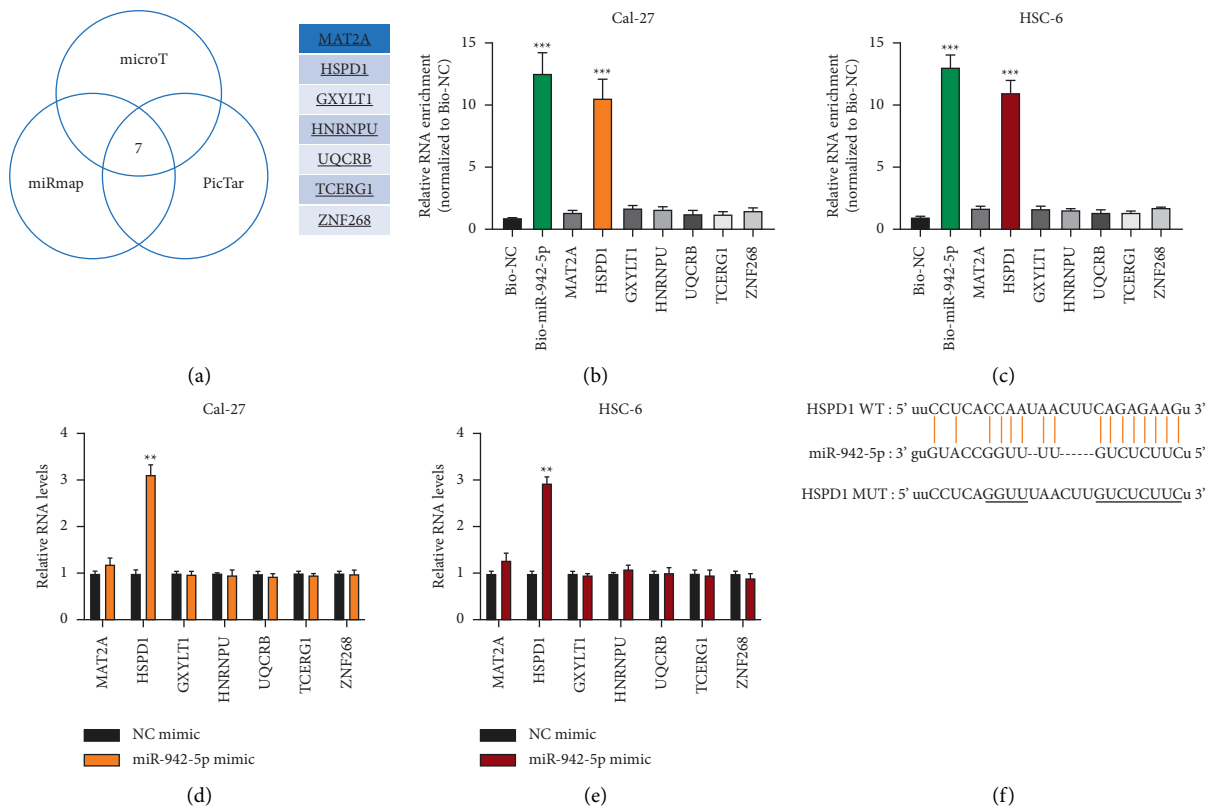 microT
miRmap
7
PicTar
MAT2A
HSPD1
GXYLT1
HNRNPU
UQCRB
TCERG1
ZNF268
(a)
Cal-27
Relative RNA enrichment
(normalized to Bio-NC)
15
10
5
0
***
***
Bio-NC
Bio-miR-942-5p
MAT2A
HSPD1
GXYLT1
HNRNPU
UQCRB
TCERG1
ZNF268
(b)
HSC-6
Relative RNA enrichment
(normalized to Bio-NC)
15
10
5
0
***
***
Bio-NC
Bio-miR-942-5p
MAT2A
HSPD1
GXYLT1
HNRNPU
UQCRB
TCERG1
ZNF268
(c)
Cal-27
Relative RNA levels
4
3
2
1
0
**
MAT2A
HSPD1
GXYLT1
HNRNPU
UQCRB
TCERG1
ZNF268
NC mimic
miR-942-5p mimic
(d)
HSC-6
Relative RNA levels
4
3
2
1
0
**
MAT2A
HSPD1
GXYLT1
HNRNPU
UQCRB
TCERG1
ZNF268
NC mimic
miR-942-5p mimic
(e)
HSPD1 WT : 5’ uuCCUCACCAAUAACUUCAGAGAAGu 3’
miR-942-5p : 3’ guGUACCGGUU--UU------GUCUCUUCu 5’
HSPD1 MUT : 5’ uuCCUCAGGUUUAACUUGUCUCUUCu 3’
(f)